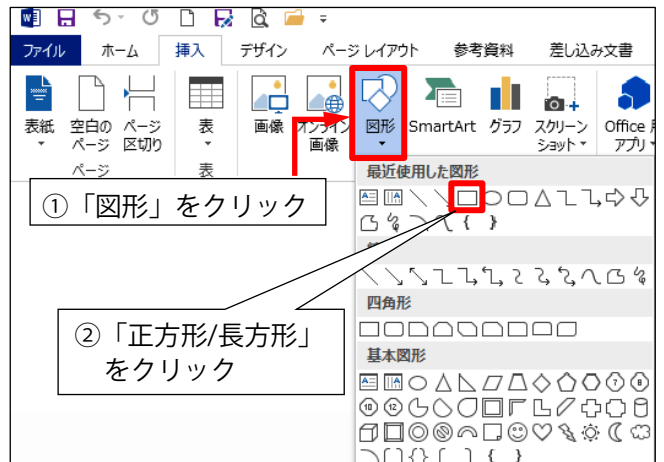 ファイル ホーム 挿入 デザイン ページ レイアウト 参考資料 差し込み文書
表紙 空白の ページ 表 画像 オンライン 図形 SmartArt グラフ スクリーン Office
ページ 区切り 画像 ショット アプリ
ページ 表
最近使用した図形
①「図形」をクリック
四角形
②「正方形/長方形」
をクリック
基本図形